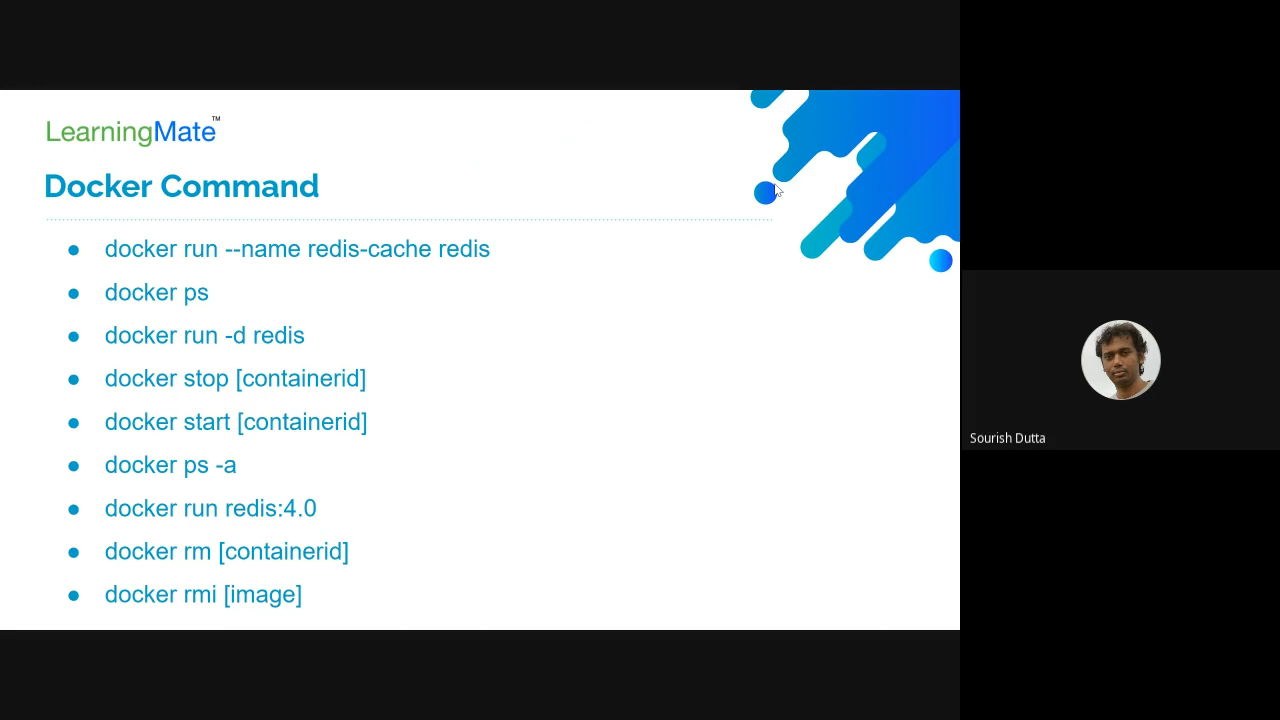 LearningMate™
Docker Command
● docker run --name redis-cache redis
● docker ps
● docker run -d redis
● docker stop [containerid]
● docker start [containerid]
● docker ps -a
● docker run redis:4.0
● docker rm [containerid]
● docker rmi [image]
Sourish Dutta